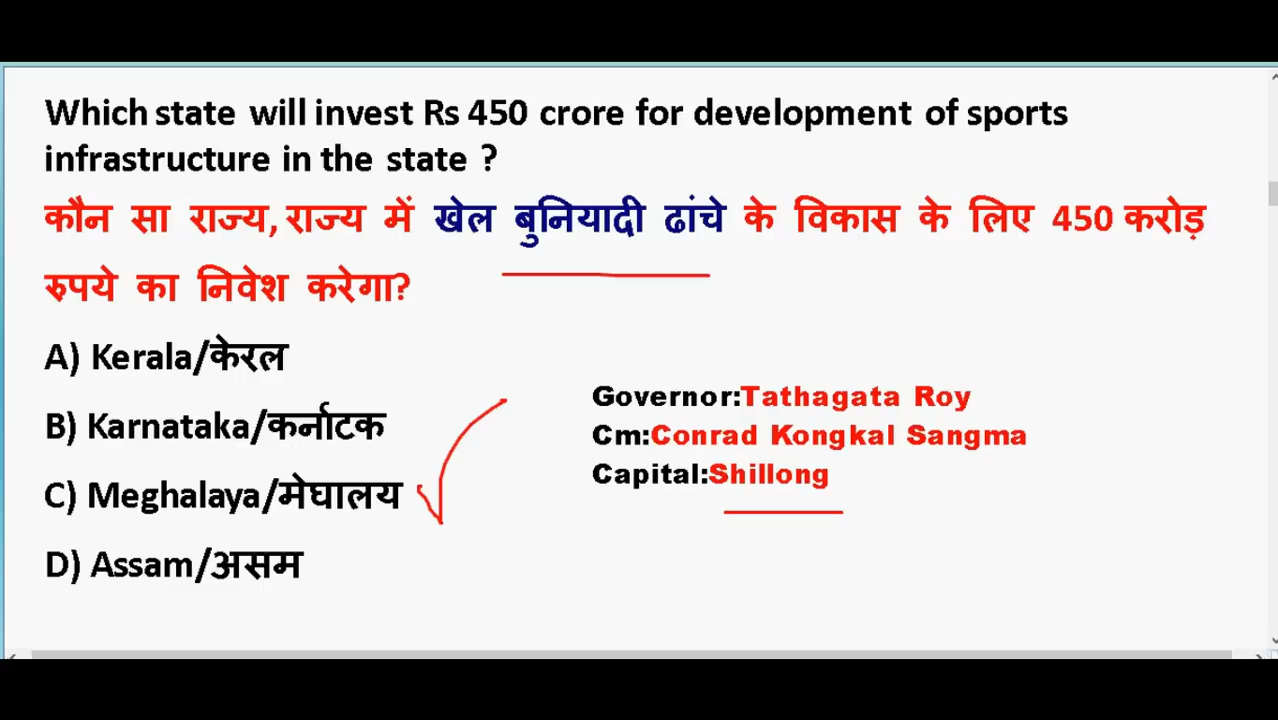 Which state will invest Rs 450 crore for development of sports
infrastructure in the state ?
कौन सा राज्य, राज्य में खेल बुनियादी ढांचे के विकास के लिए 450 करोड़
रुपये का निवेश करेगा?
A) Kerala/केरल
B) Karnataka/कर्नाटक
C) Meghalaya/मेघालय
D) Assam/असम
Governor:Tathagata Roy
Cm:Conrad Kongkal Sangma
Capital:Shillong